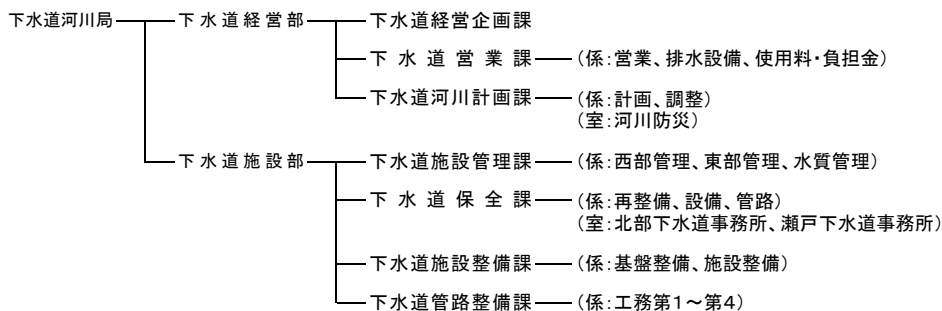 下水道河川局 下水道経営部 下水道経営企画課
下水道営業課 (係:営業、排水設備、使用料・負担金)
下水道河川計画課 (係:計画、調整)
(室:河川防災)
下水道施設部 下水道施設管理課 (係:西部管理、東部管理、水質管理)
下水道保全課 (係:再整備、設備、管路)
(室:北部下水道事務所、瀬戸下水道事務所)
下水道施設整備課 (係:基盤整備、施設整備)
下水道管路整備課 (係:工務第1~第4)